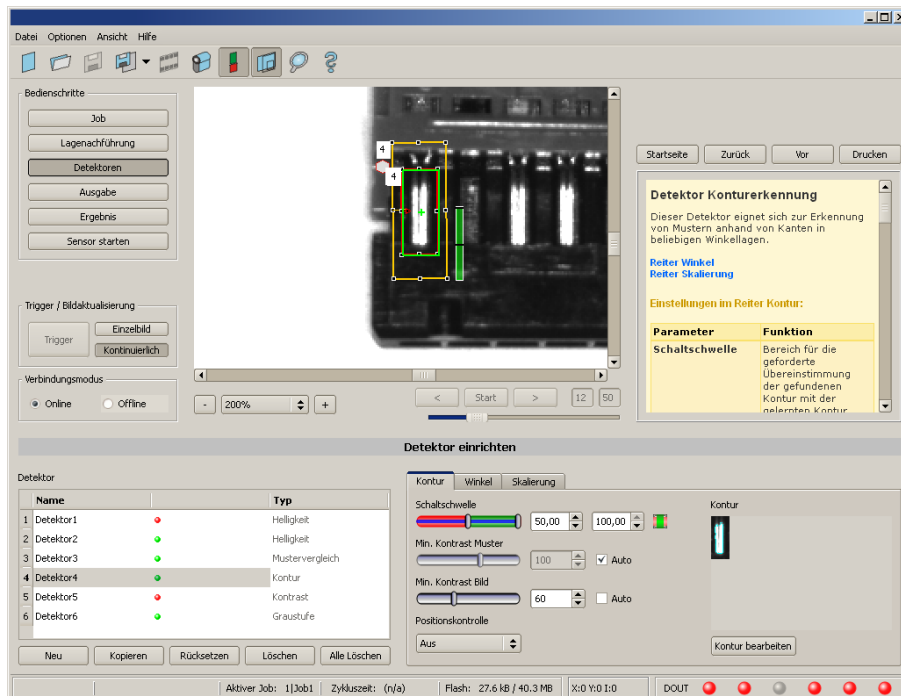 Datei Optionen Ansicht Hilfe
Bedienschritte
Job
Lagenachführung
Detektoren
Ausgabe
Ergebnis
Sensor starten
Trigger / Bildaktualisierung
Trigger
Einzelbild
Kontinuierlich
Verbindungsmodus
Online
Offline
4
4
- 200% +
< Start > 12 50
Startseite Zurück Vor Drucken
Detektor Konturerkennung
Dieser Detektor eignet sich zur Erkennung
von Mustern anhand von Kanten in
beliebigen Winkellagen.
Reiter Winkel
Reiter Skalierung
Einstellungen im Reiter Kontur:
Parameter Funktion
Schaltschwelle Bereich für die
geforderte
Übereinstimmung
der gefundenen
Kontur mit der
gelernten Kontur
Detektor einrichten
Detektor
Name Typ
1 Detektor1 Helligkeit
2 Detektor2 Helligkeit
3 Detektor3 Mustervergleich
4 Detektor4 Kontur
5 Detektor5 Kontrast
6 Detektor6 Graustufe
Neu Kopieren Rücksetzen Löschen Alle Löschen
Kontur Winkel Skalierung
Schaltschwelle
50,00 100,00
Min. Kontrast Muster
100 Auto
Min. Kontrast Bild
60 Auto
Positionskontrolle
Aus
Kontur
Kontur bearbeiten
Aktiver Job: 1|Job1 Zykluszeit: (n/a) Flash: 27.6 kB / 40.3 MB X:0 Y:0 I:0 DOUT